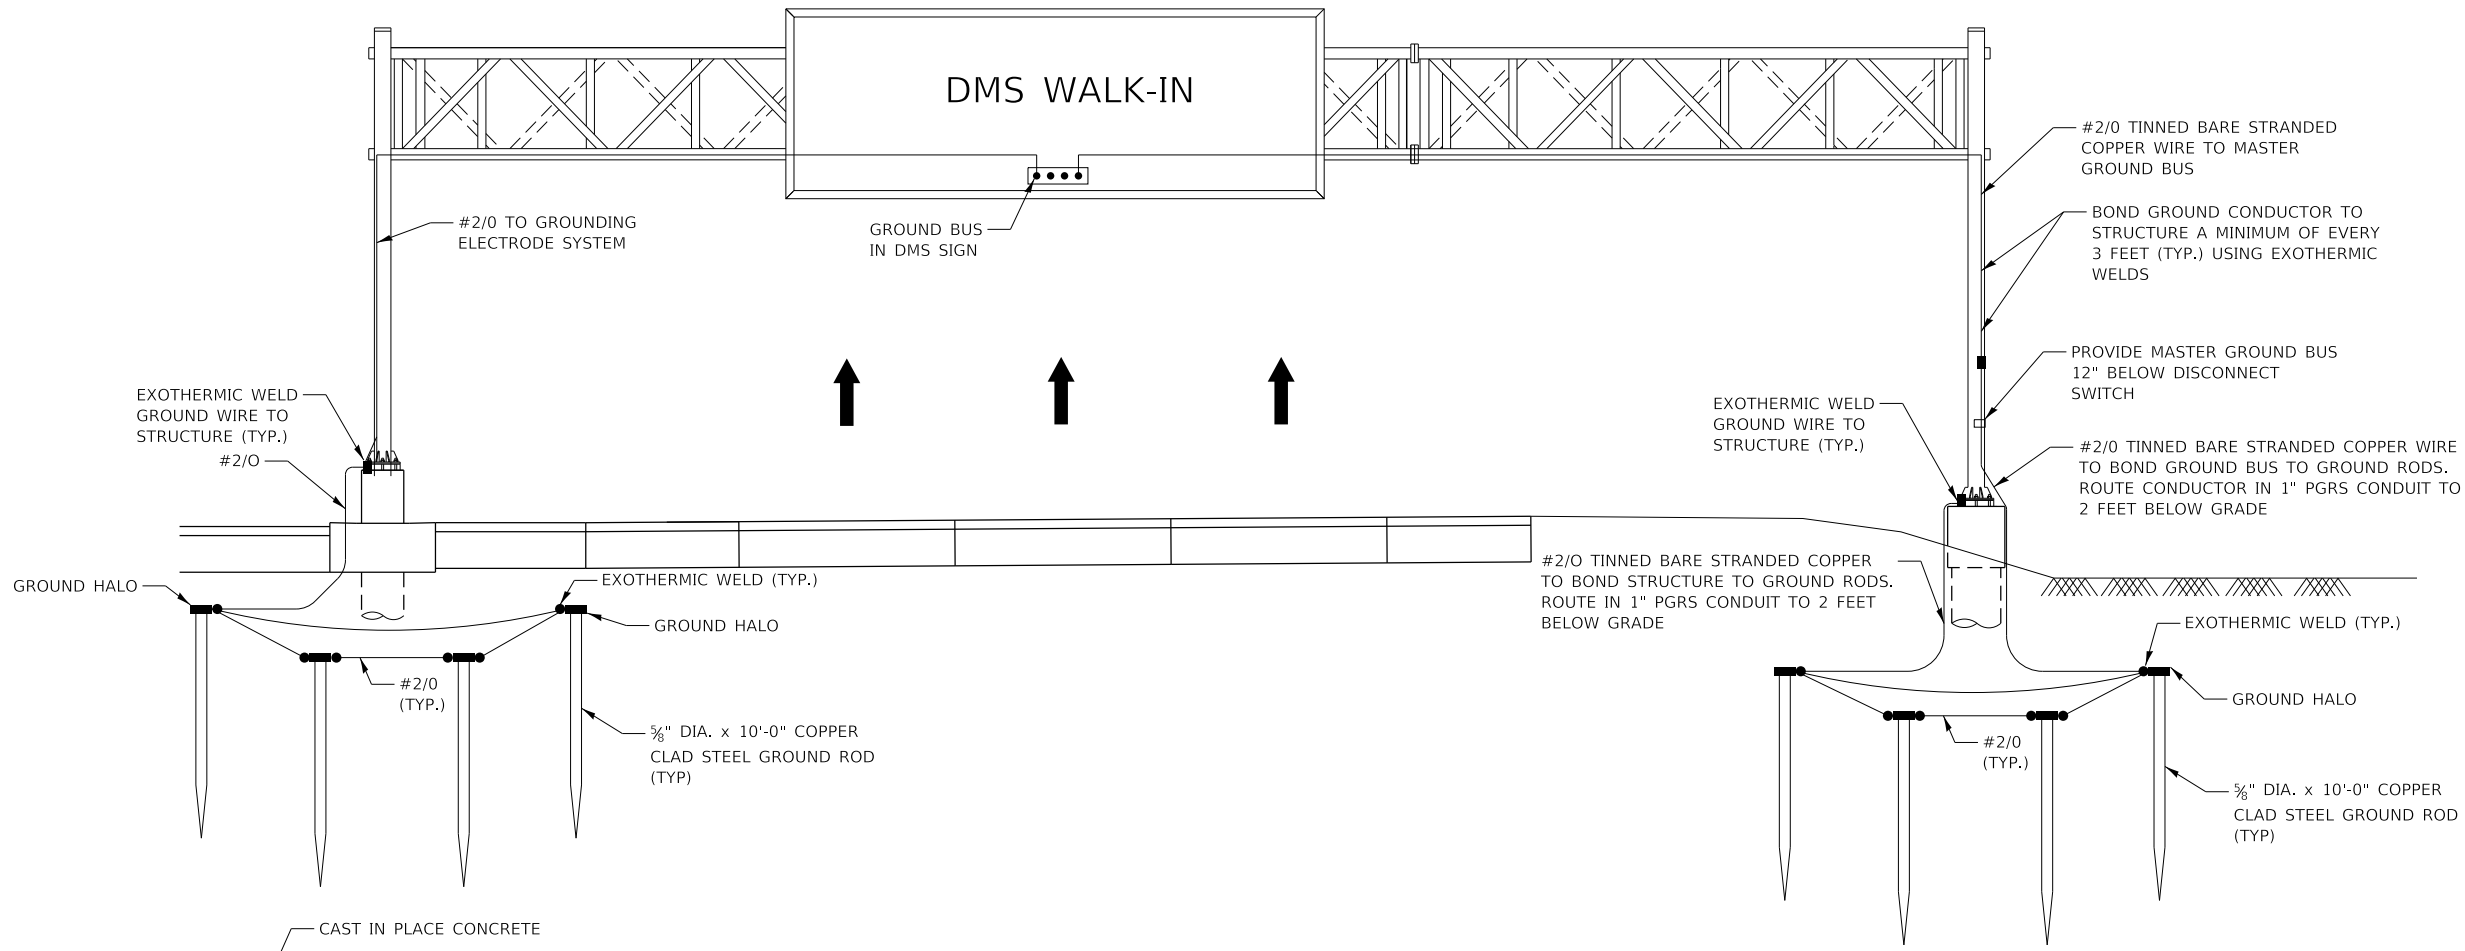 DMS WALK-IN
#2/0 TINNED BARE STRANDED
COPPER WIRE TO MASTER
GROUND BUS
#2/0 TO GROUNDING
ELECTRODE SYSTEM
GROUND BUS
IN DMS SIGN
BOND GROUND CONDUCTOR TO
STRUCTURE A MINIMUM OF EVERY
3 FEET (TYP.) USING EXOTHERMIC
WELDS
PROVIDE MASTER GROUND BUS
12" BELOW DISCONNECT
SWITCH
EXOTHERMIC WELD
GROUND WIRE TO
STRUCTURE (TYP.)
#2/O
EXOTHERMIC WELD
GROUND WIRE TO
STRUCTURE (TYP.)
#2/0 TINNED BARE STRANDED COPPER WIRE
TO BOND GROUND BUS TO GROUND RODS.
ROUTE CONDUCTOR IN 1" PGRS CONDUIT TO
2 FEET BELOW GRADE
#2/O TINNED BARE STRANDED COPPER
TO BOND STRUCTURE TO GROUND RODS.
ROUTE IN 1" PGRS CONDUIT TO 2 FEET
BELOW GRADE
GROUND HALO
EXOTHERMIC WELD (TYP.)
GROUND HALO
EXOTHERMIC WELD (TYP.)
#2/0
(TYP.)
GROUND HALO
⅝" DIA. x 10'-0" COPPER
CLAD STEEL GROUND ROD
(TYP)
#2/0
(TYP.)
⅝" DIA. x 10'-0" COPPER
CLAD STEEL GROUND ROD
(TYP)
CAST IN PLACE CONCRETE